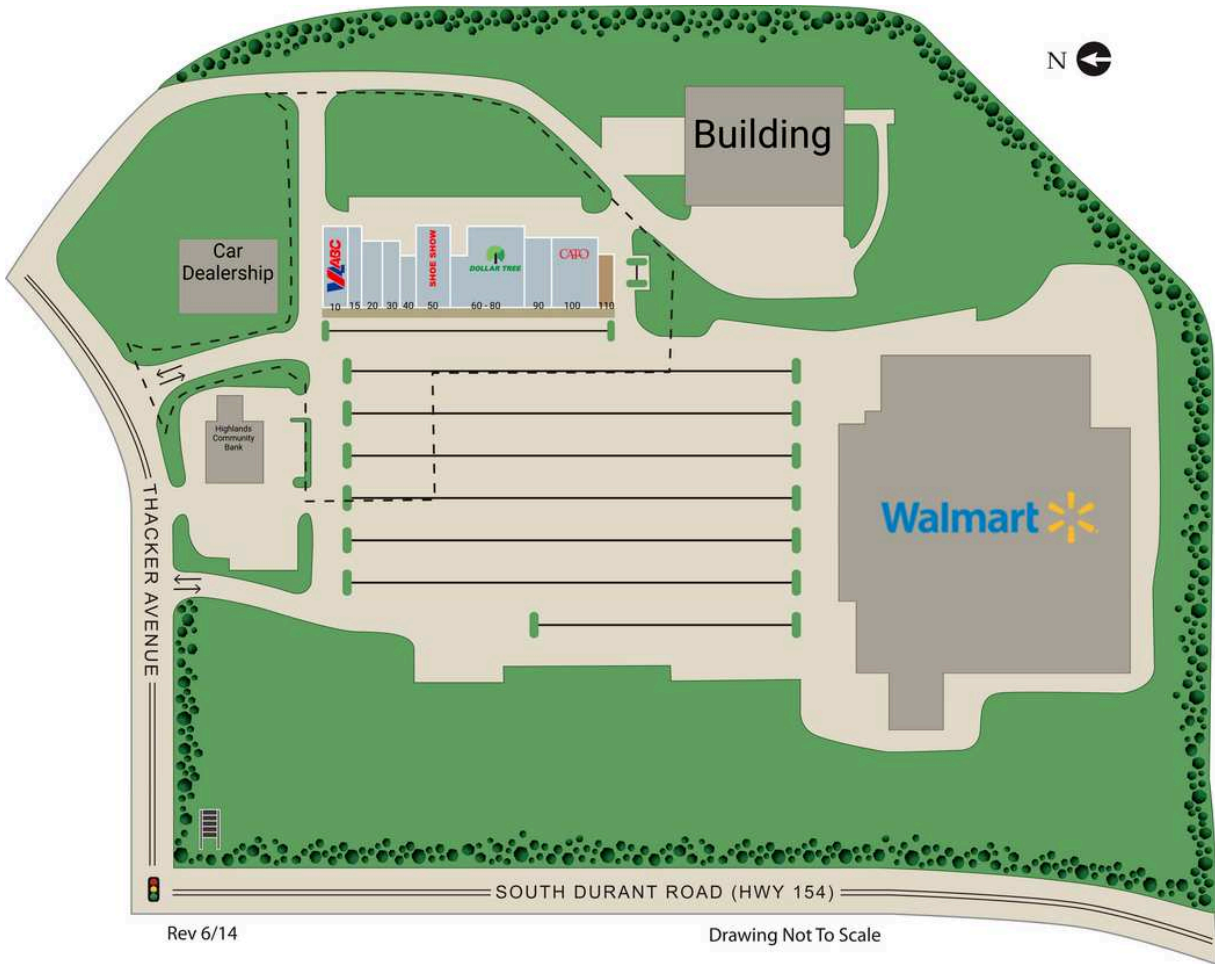 N
Building
Car
Dealership
VA ABC
SHOE SHOW
DOLLAR TREE
CATO
10
15
20
30
40
50
60 - 80
90
100
110
Highlands
Community
Bank
Walmart
THACKER AVENUE
SOUTH DURANT ROAD (HWY 154)
Rev 6/14
Drawing Not To Scale